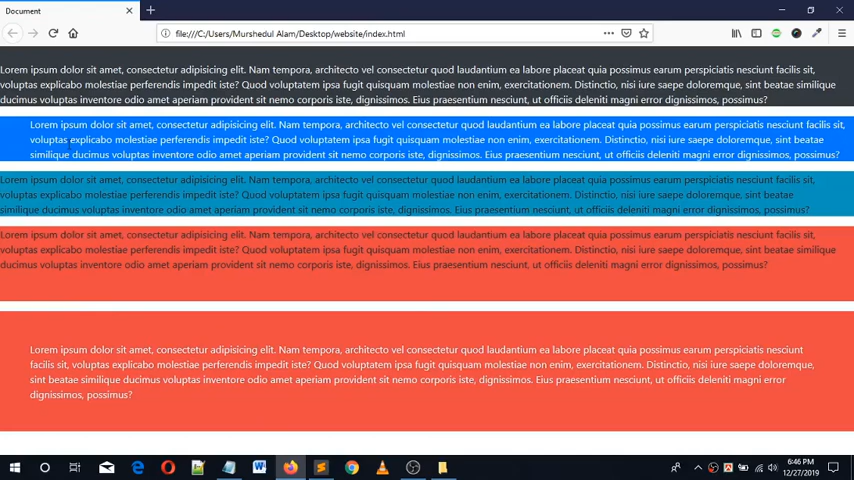 Document
file:///C:/Users/Murshedul Alam/Desktop/website/index.html
Lorem ipsum dolor sit amet, consectetur adipisicing elit. Nam tempora, architecto vel consectetur quod laudantium ea labore placeat quia possimus earum perspiciatis nesciunt facilis sit,
voluptas explicabo molestiae perferendis impedit iste? Quod voluptatem ipsa fugit quisquam molestiae non enim, exercitationem. Distinctio, nisi iure saepe doloremque, sint beatae similique
ducimus voluptas inventore odio amet aperiam provident sit nemo corporis iste, dignissimos. Eius praesentium nesciunt, ut officiis deleniti magni error dignissimos, possimus?
Lorem ipsum dolor sit amet, consectetur adipisicing elit. Nam tempora, architecto vel consectetur quod laudantium ea labore placeat quia possimus earum perspiciatis nesciunt facilis sit,
voluptas explicabo molestiae perferendis impedit iste? Quod voluptatem ipsa fugit quisquam molestiae non enim, exercitationem. Distinctio, nisi iure saepe doloremque, sint beatae
similique ducimus voluptas inventore odio amet aperiam provident sit nemo corporis iste, dignissimos. Eius praesentium nesciunt, ut officiis deleniti magni error dignissimos, possimus?
Lorem ipsum dolor sit amet, consectetur adipisicing elit. Nam tempora, architecto vel consectetur quod laudantium ea labore placeat quia possimus earum perspiciatis nesciunt facilis sit,
voluptas explicabo molestiae perferendis impedit iste? Quod voluptatem ipsa fugit quisquam molestiae non enim, exercitationem. Distinctio, nisi iure saepe doloremque, sint beatae
similique ducimus voluptas inventore odio amet aperiam provident sit nemo corporis iste, dignissimos. Eius praesentium nesciunt, ut officiis deleniti magni error dignissimos, possimus?
Lorem ipsum dolor sit amet, consectetur adipisicing elit. Nam tempora, architecto vel consectetur quod laudantium ea labore placeat quia possimus earum perspiciatis nesciunt facilis sit,
voluptas explicabo molestiae perferendis impedit iste? Quod voluptatem ipsa fugit quisquam molestiae non enim, exercitationem. Distinctio, nisi iure saepe doloremque, sint beatae similique
ducimus voluptas inventore odio amet aperiam provident sit nemo corporis iste, dignissimos. Eius praesentium nesciunt, ut officiis deleniti magni error dignissimos, possimus?
Lorem ipsum dolor sit amet, consectetur adipisicing elit. Nam tempora, architecto vel consectetur quod laudantium ea labore placeat quia possimus earum perspiciatis nesciunt facilis
sit, voluptas explicabo molestiae perferendis impedit iste? Quod voluptatem ipsa fugit quisquam molestiae non enim, exercitationem. Distinctio, nisi iure saepe doloremque,
sint beatae similique ducimus voluptas inventore odio amet aperiam provident sit nemo corporis iste, dignissimos. Eius praesentium nesciunt, ut officiis deleniti magni error
dignissimos, possimus?
6:46 PM
12/27/2019